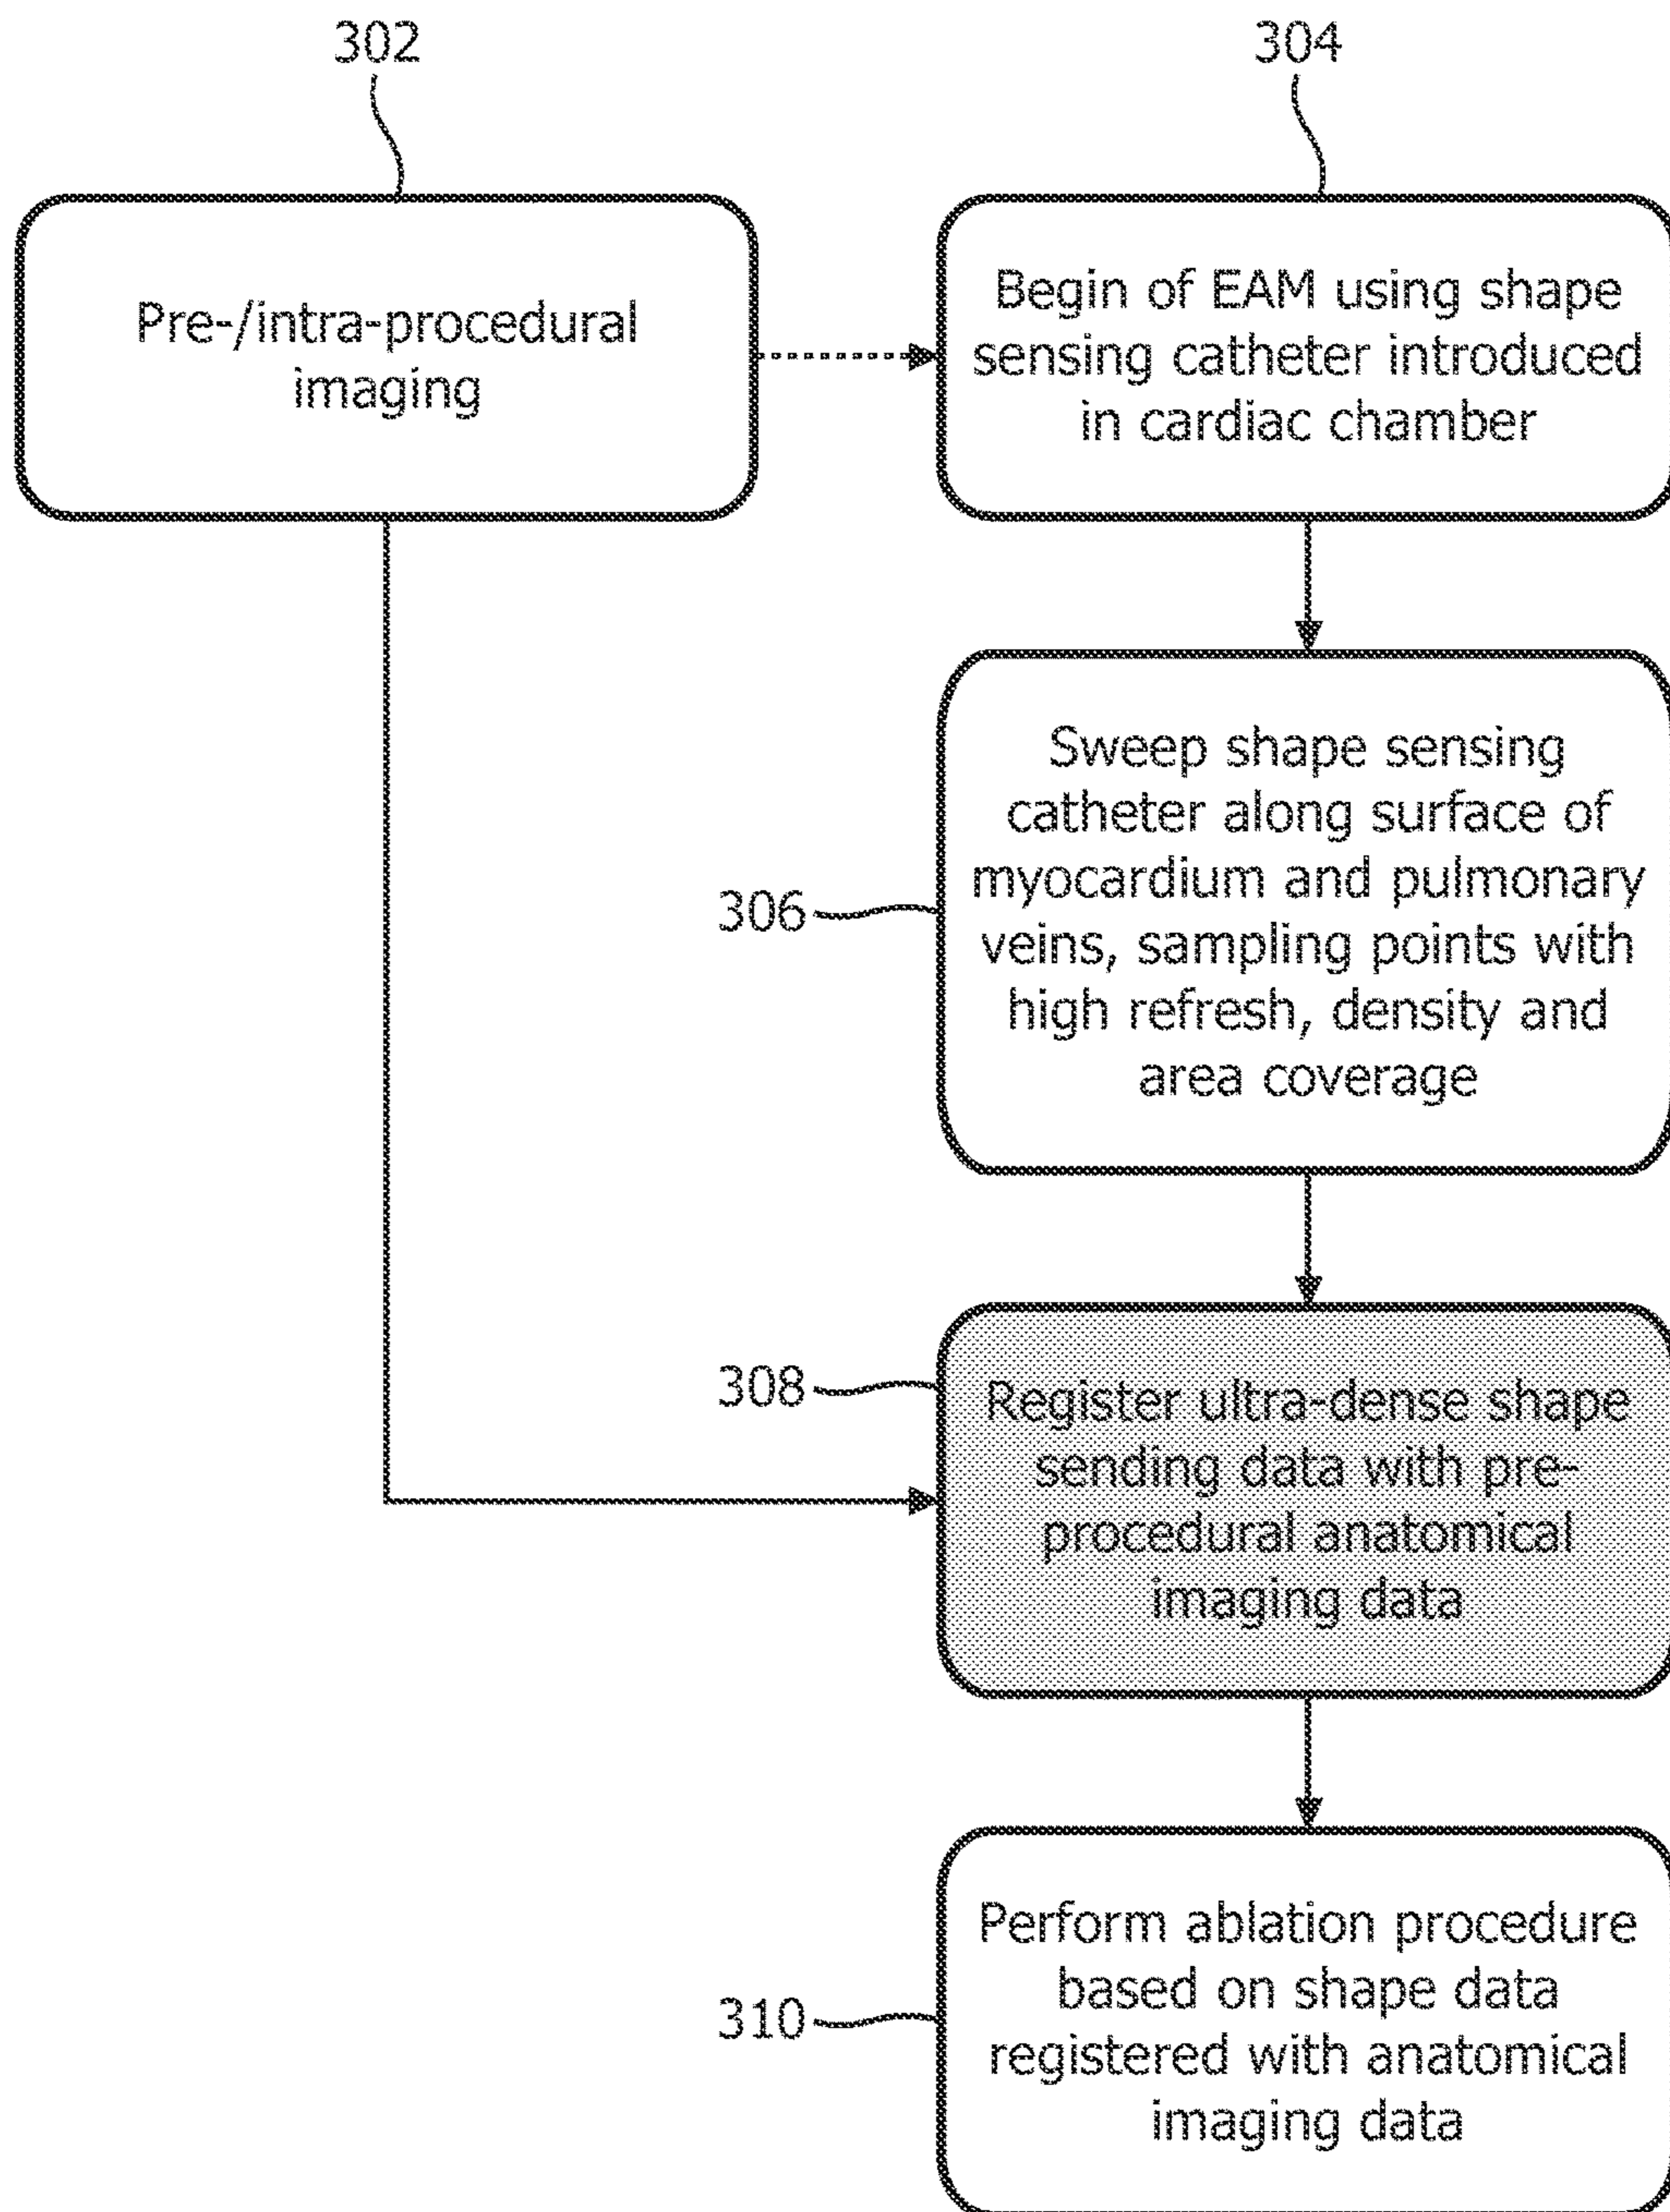 302
304
Pre-/intra-procedural
imaging
Begin of EAM using shape
sensing catheter introduced
in cardiac chamber
306
Sweep shape sensing
catheter along surface of
myocardium and pulmonary
veins, sampling points with
high refresh, density and
area coverage
308
Register ultra-dense shape
sending data with pre-
procedural anatomical
imaging data
310
Perform ablation procedure
based on shape data
registered with anatomical
imaging data